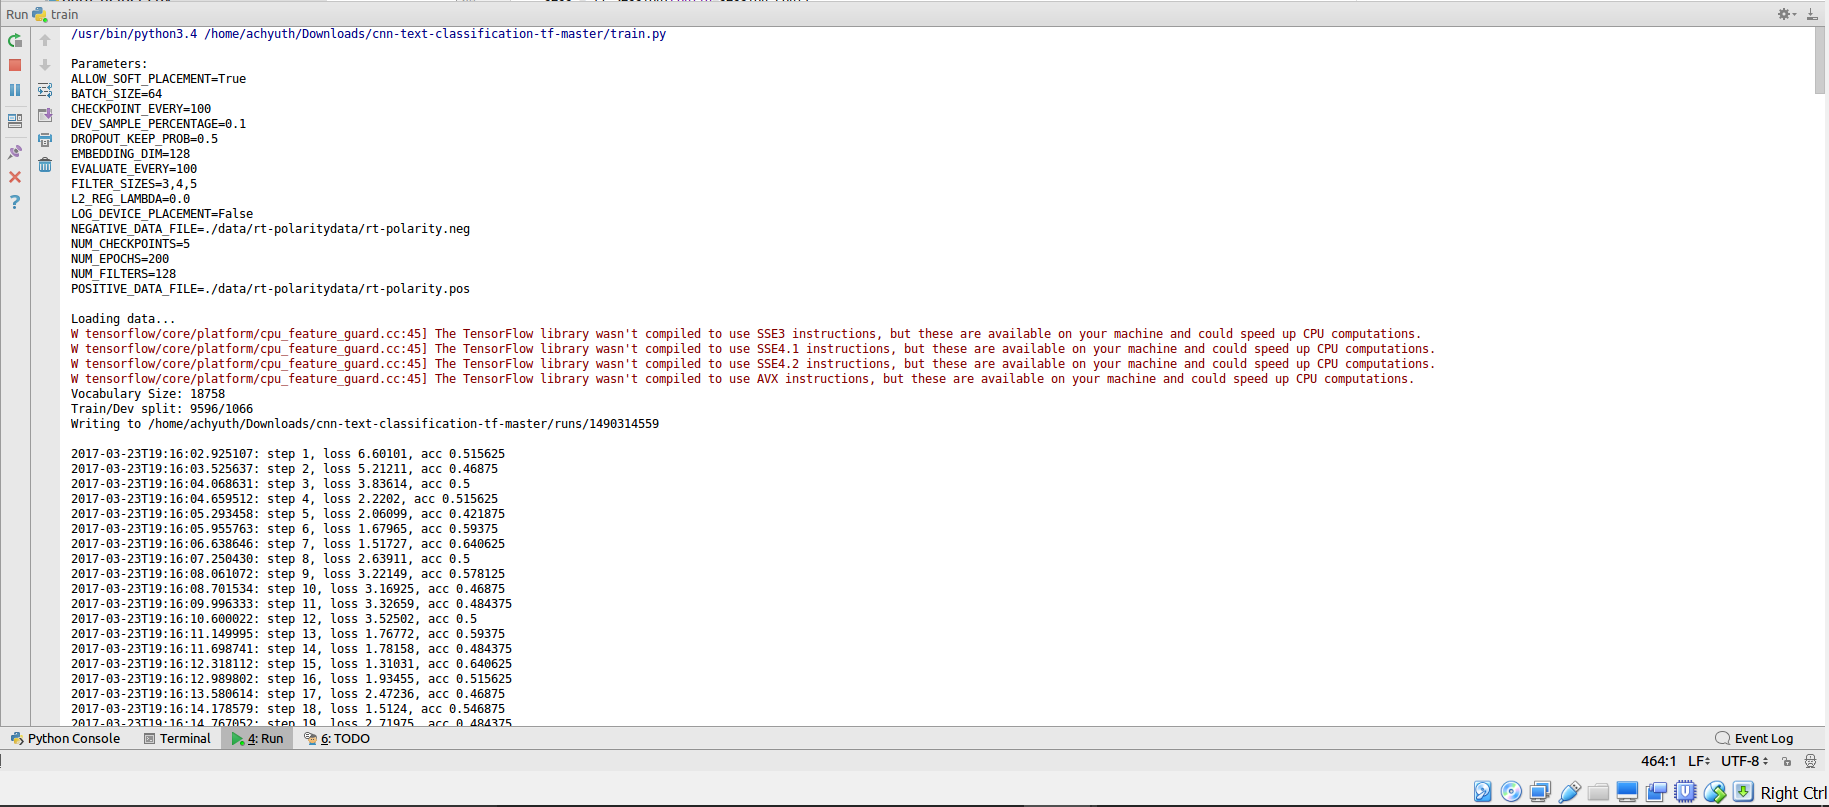 Run train
/usr/bin/python3.4 /home/achyuth/Downloads/cnn-text-classification-tf-master/train.py
Parameters:
ALLOW_SOFT_PLACEMENT=True
BATCH_SIZE=64
CHECKPOINT_EVERY=100
DEV_SAMPLE_PERCENTAGE=0.1
DROPOUT_KEEP_PROB=0.5
EMBEDDING_DIM=128
EVALUATE_EVERY=100
FILTER_SIZES=3,4,5
L2_REG_LAMBDA=0.0
LOG_DEVICE_PLACEMENT=False
NEGATIVE_DATA_FILE=./data/rt-polaritydata/rt-polarity.neg
NUM_CHECKPOINTS=5
NUM_EPOCHS=200
NUM_FILTERS=128
POSITIVE_DATA_FILE=./data/rt-polaritydata/rt-polarity.pos
Loading data...
W tensorflow/core/platform/cpu_feature_guard.cc:45] The TensorFlow library wasn't compiled to use SSE3 instructions, but these are available on your machine and could speed up CPU computations.
W tensorflow/core/platform/cpu_feature_guard.cc:45] The TensorFlow library wasn't compiled to use SSE4.1 instructions, but these are available on your machine and could speed up CPU computations.
W tensorflow/core/platform/cpu_feature_guard.cc:45] The TensorFlow library wasn't compiled to use SSE4.2 instructions, but these are available on your machine and could speed up CPU computations.
W tensorflow/core/platform/cpu_feature_guard.cc:45] The TensorFlow library wasn't compiled to use AVX instructions, but these are available on your machine and could speed up CPU computations.
Vocabulary Size: 18758
Train/Dev split: 9596/1066
Writing to /home/achyuth/Downloads/cnn-text-classification-tf-master/runs/1490314559
2017-03-23T19:16:02.925107: step 1, loss 6.60101, acc 0.515625
2017-03-23T19:16:03.525637: step 2, loss 5.21211, acc 0.46875
2017-03-23T19:16:04.068631: step 3, loss 3.83614, acc 0.5
2017-03-23T19:16:04.659512: step 4, loss 2.2202, acc 0.515625
2017-03-23T19:16:05.293458: step 5, loss 2.06099, acc 0.421875
2017-03-23T19:16:05.955763: step 6, loss 1.67965, acc 0.59375
2017-03-23T19:16:06.638646: step 7, loss 1.51727, acc 0.640625
2017-03-23T19:16:07.250430: step 8, loss 2.63911, acc 0.5
2017-03-23T19:16:08.061072: step 9, loss 3.22149, acc 0.578125
2017-03-23T19:16:08.701534: step 10, loss 3.16925, acc 0.46875
2017-03-23T19:16:09.996333: step 11, loss 3.32659, acc 0.484375
2017-03-23T19:16:10.600022: step 12, loss 3.52502, acc 0.5
2017-03-23T19:16:11.149995: step 13, loss 1.76772, acc 0.59375
2017-03-23T19:16:11.698741: step 14, loss 1.78158, acc 0.484375
2017-03-23T19:16:12.318112: step 15, loss 1.31031, acc 0.640625
2017-03-23T19:16:12.989802: step 16, loss 1.93455, acc 0.515625
2017-03-23T19:16:13.580614: step 17, loss 2.47236, acc 0.46875
2017-03-23T19:16:14.178579: step 18, loss 1.5124, acc 0.546875
2017-03-23T19:16:14.767052: step 19, loss 2.71975, acc 0.484375
Python Console Terminal 4: Run 6: TODO Event Log
464:1 LF UTF-8
Right Ctrl